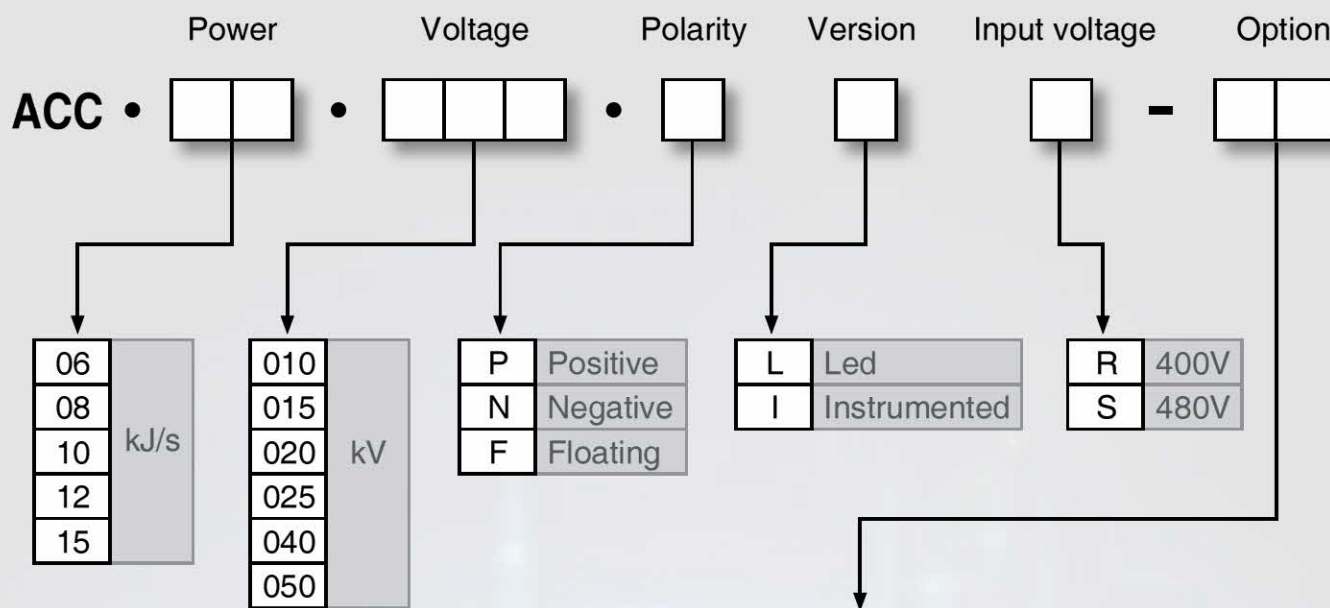 Power Voltage Polarity Version Input voltage Option
ACC • • • -
06 010 P Positive L Led R 400V
08 015 N Negative I Instrumented S 480V
10 kJ/s 020 kV F Floating
12 025
15 040
050